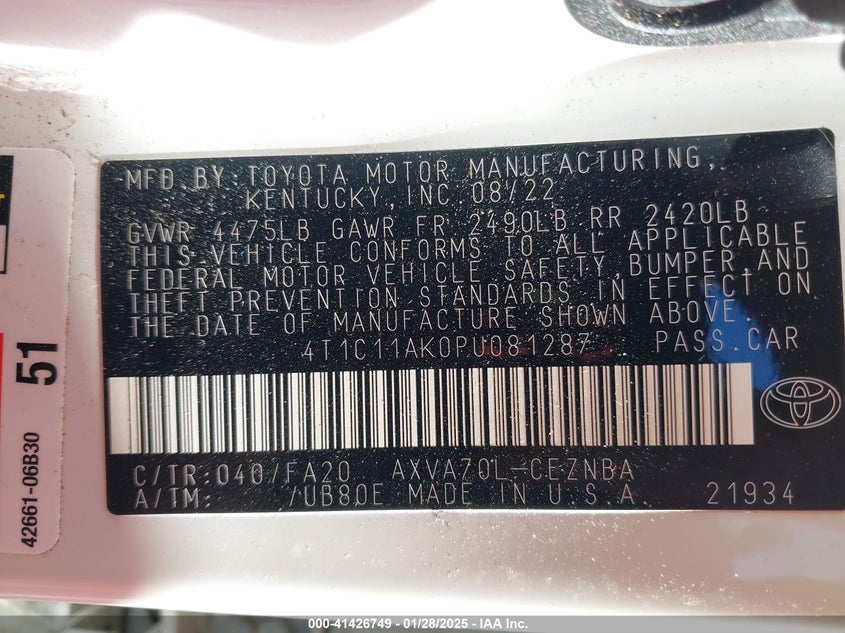 MFD.BY:TOYOTA MOTOR MANUFACTURING,
KENTUCKY,INC.08/22
GVWR 4475LB GAWR FR 2490LB RR 2420LB
THIS VEHICLE CONFORMS TO ALL APPLICABLE
FEDERAL MOTOR VEHICLE SAFETY,BUMPER,AND
THEFT PREVENTION STANDARDS IN EFFECT ON
THE DATE OF MANUFACTURE SHOWN ABOVE.
4T1C11AK0PU081287 PASS.CAR
C/TR:040/FA20 AXVA70L-CEZNBA
A/TM: /UB80E MADE IN U.S.A 21934
51
42661-06B30
000-41426749 - 01/28/2025 - IAA Inc.